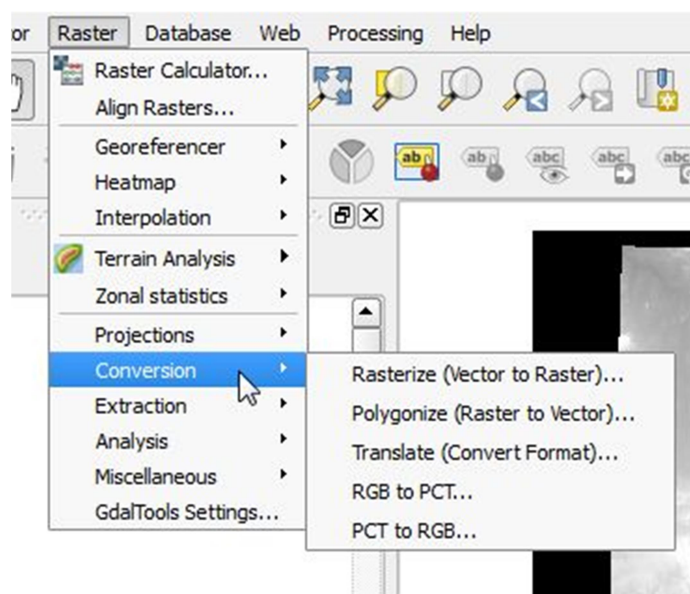 or Raster Database Web Processing Help
Raster Calculator...
Align Rasters...
ab ab abc abc abc
Georeferencer
Heatmap
Interpolation
Terrain Analysis
Zonal statistics
Projections
Conversion
Extraction
Analysis
Miscellaneous
GdalTools Settings...
Rasterize (Vector to Raster)...
Polygonize (Raster to Vector)...
Translate (Convert Format)...
RGB to PCT...
PCT to RGB...